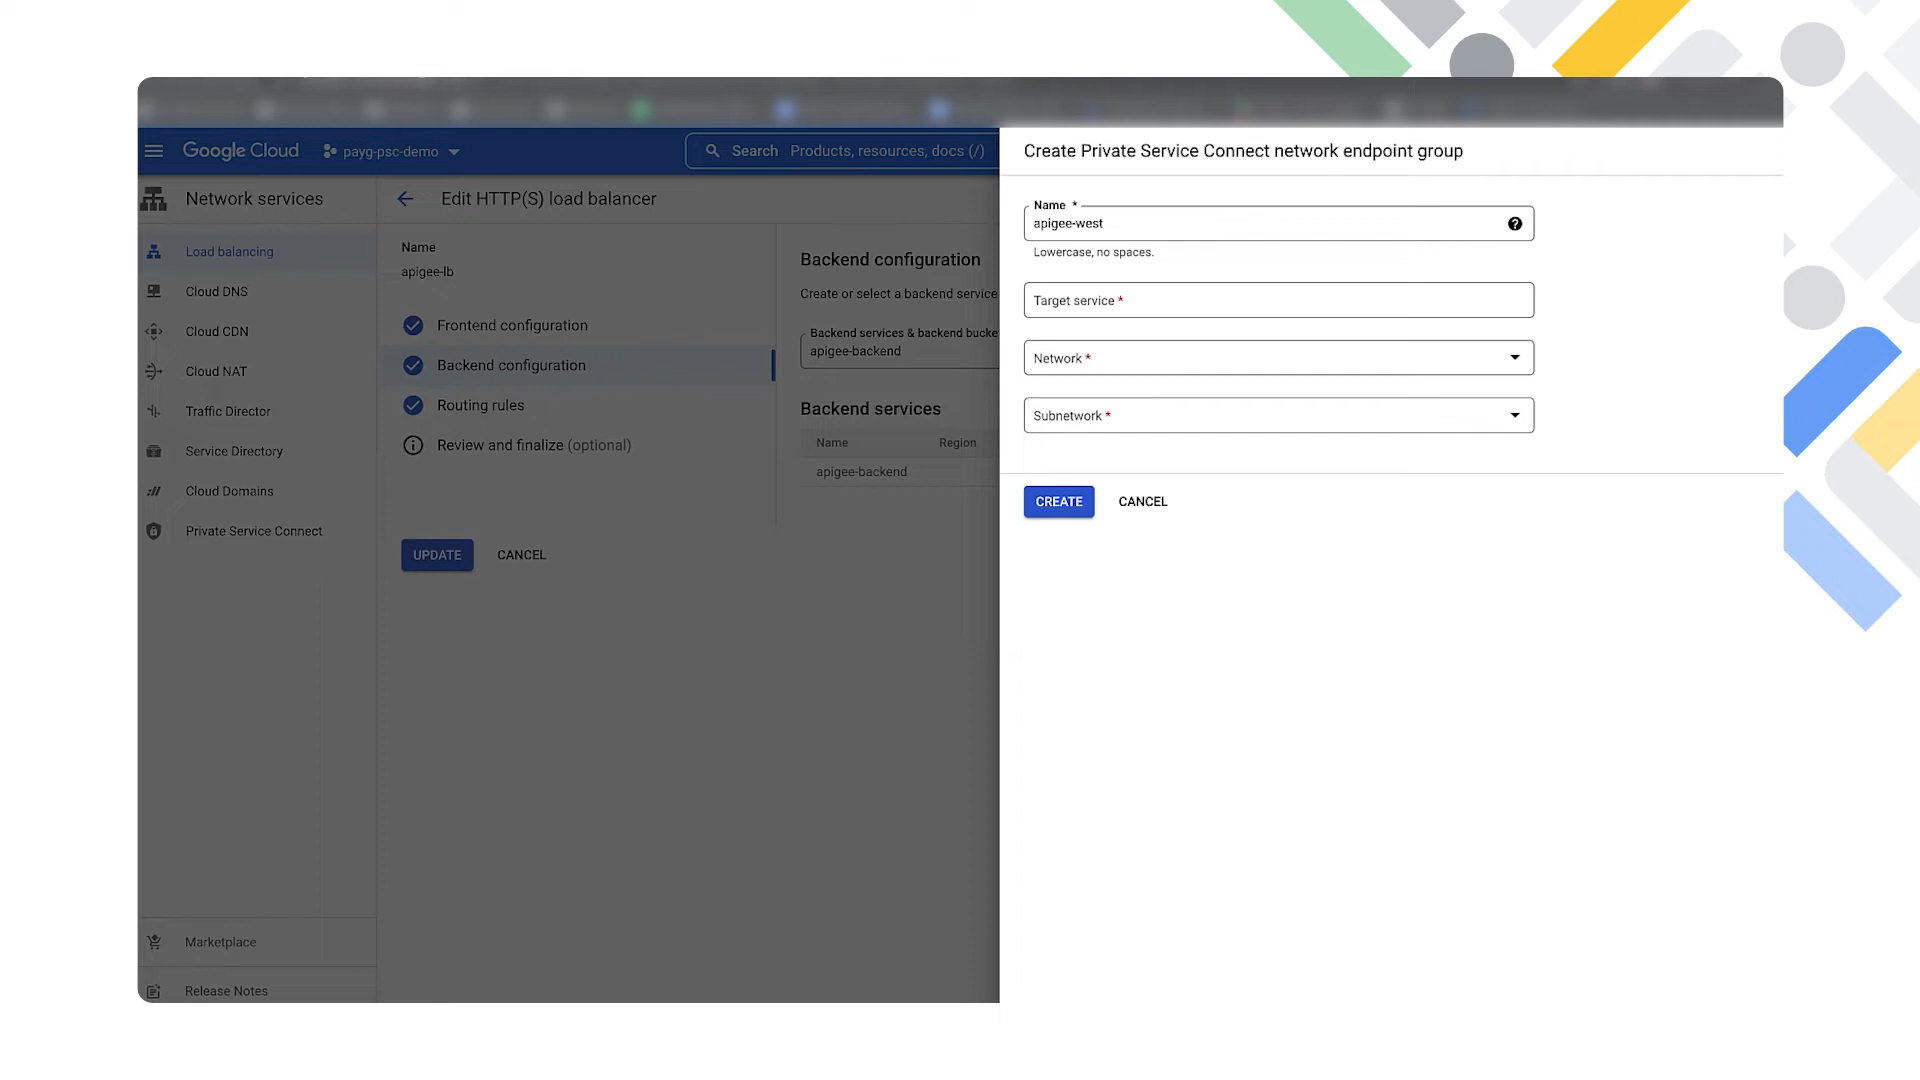 Google Cloud
payg-psc-demo
Search Products, resources, docs (/)
Network services
Load balancing
Cloud DNS
Cloud CDN
Cloud NAT
Traffic Director
Service Directory
Cloud Domains
Private Service Connect
Marketplace
Release Notes
Edit HTTP(S) load balancer
Name
apigee-lb
Frontend configuration
Backend configuration
Routing rules
Review and finalize (optional)
UPDATE CANCEL
Backend configuration
Create or select a backend service
Backend services & backend bucke
apigee-backend
Backend services
Name Region
apigee-backend
Create Private Service Connect network endpoint group
Name *
apigee-west
Lowercase, no spaces.
Target service *
Network *
Subnetwork *
CREATE CANCEL